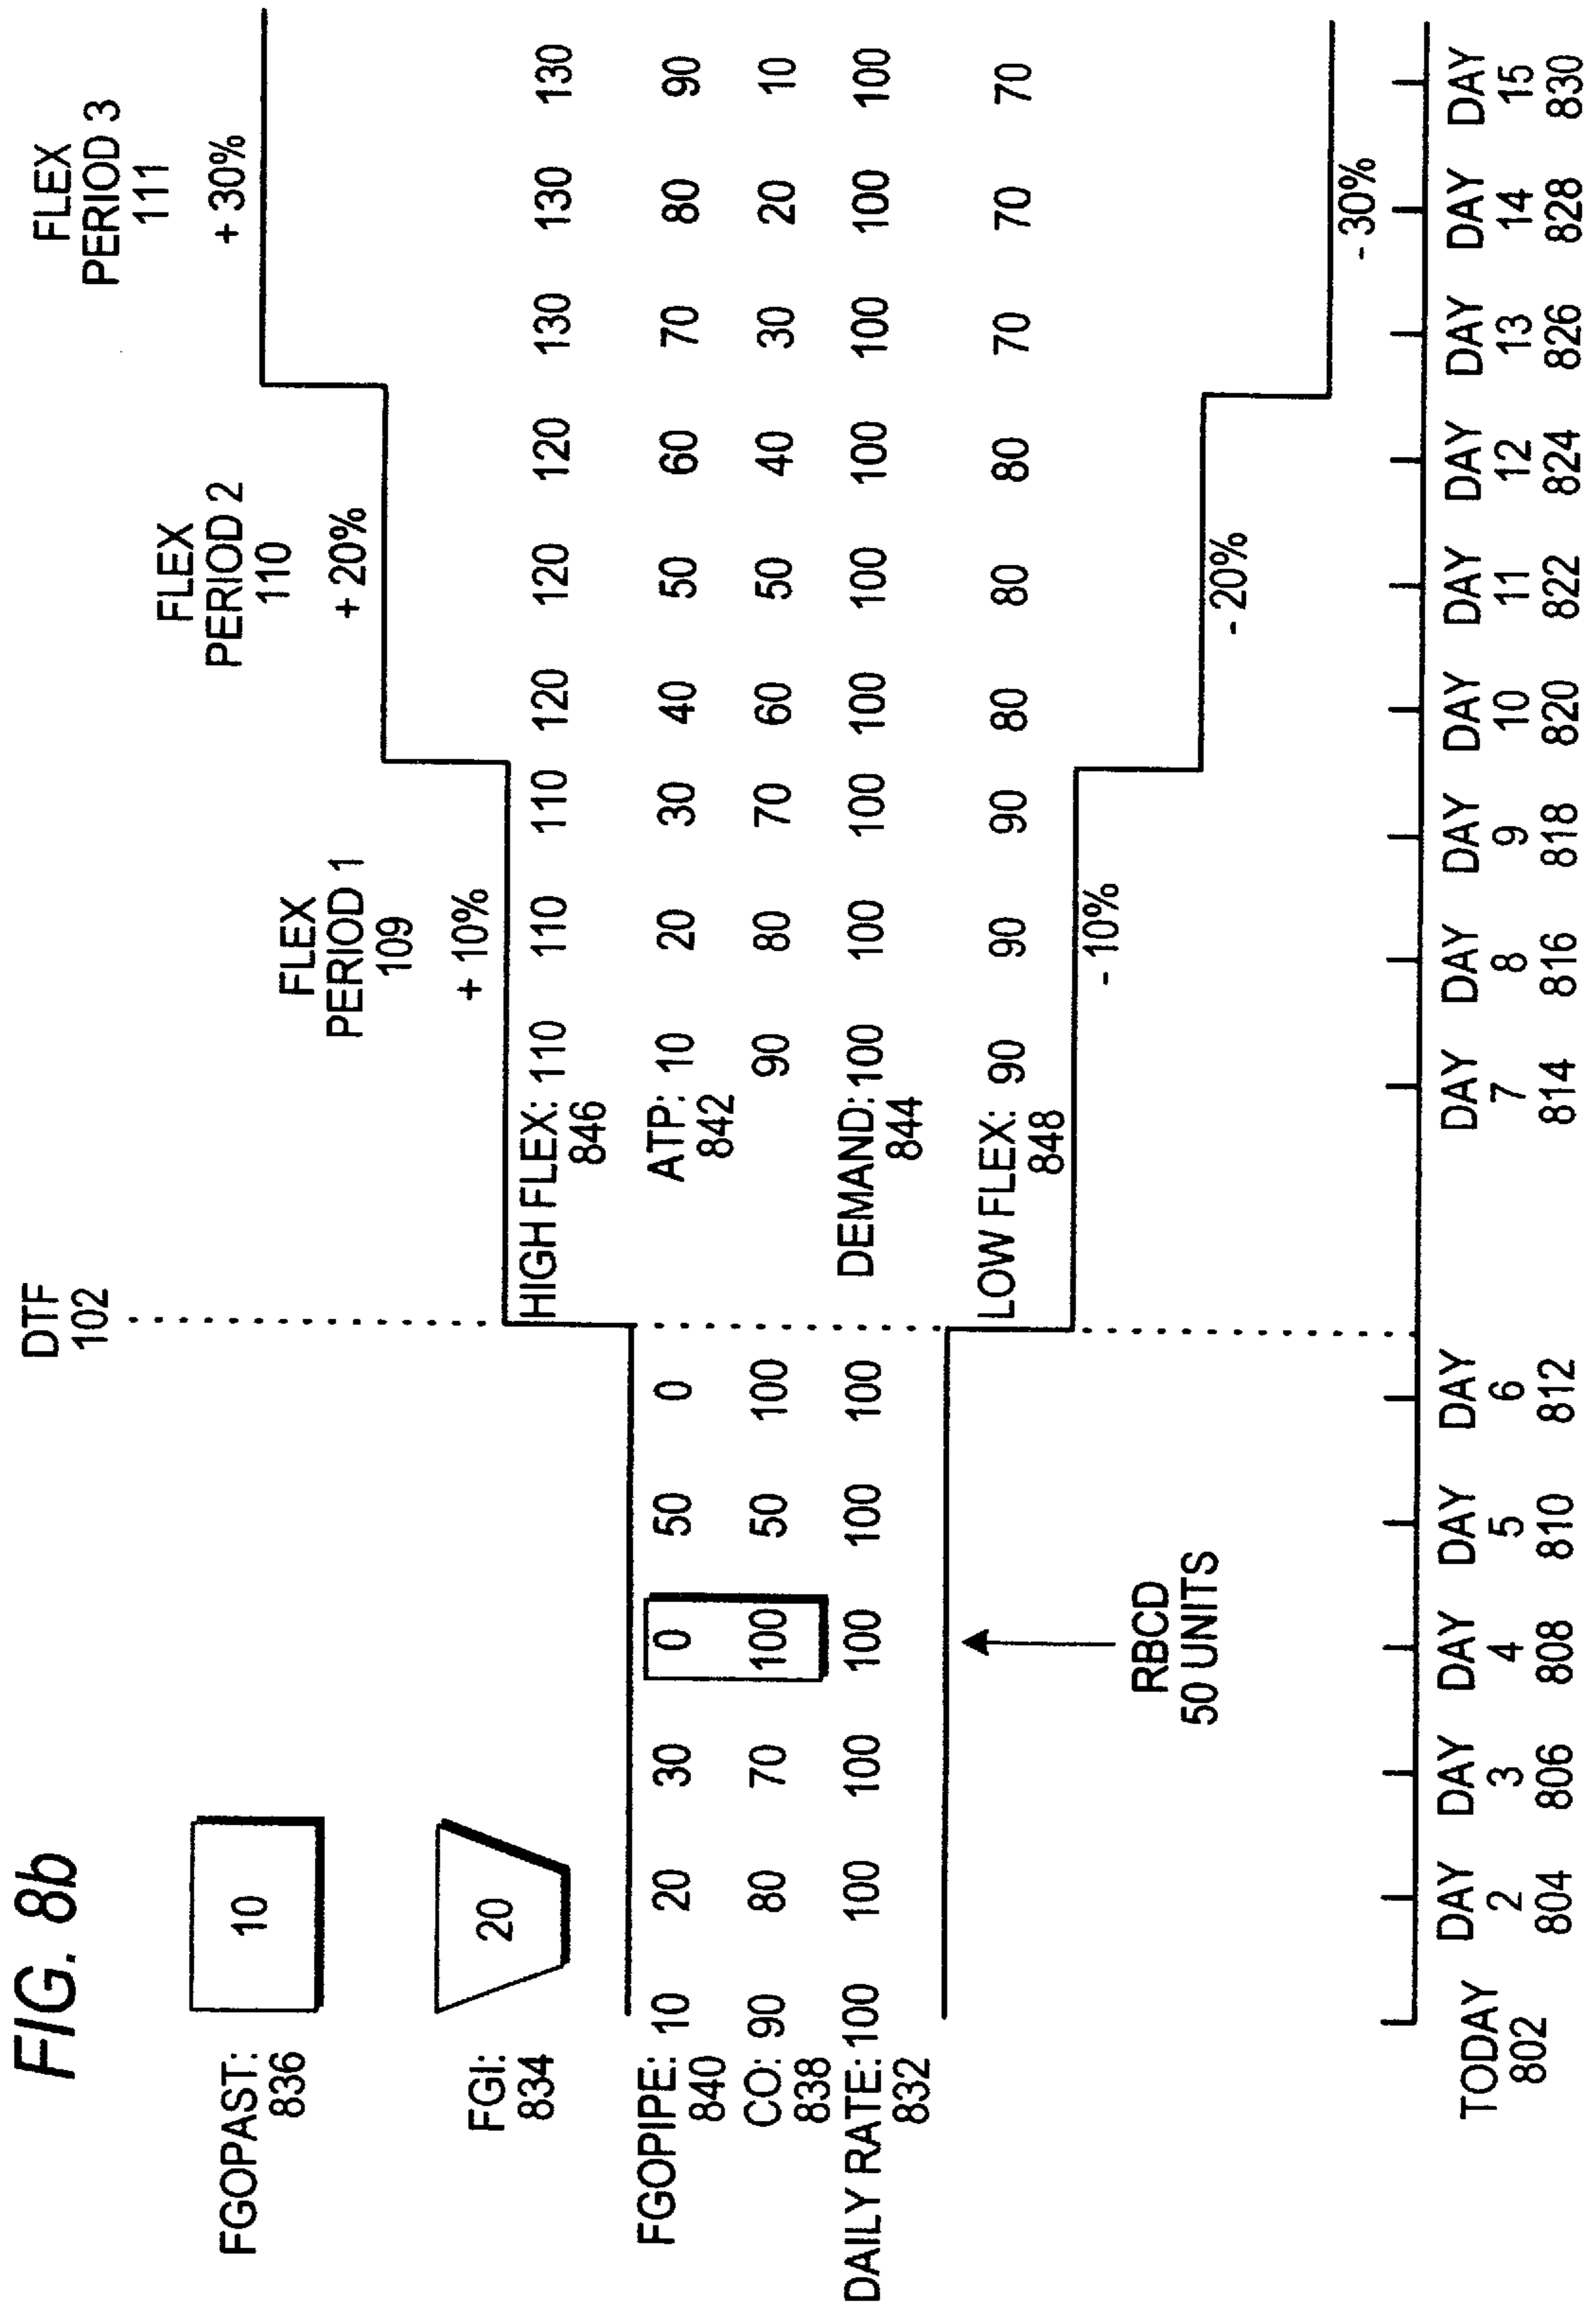 FIG. 8b
FGOPAST: 10
836
FGI: 20
834
DTF
102
FLEX
PERIOD 1
109
+ 10%
FLEX
PERIOD 2
110
+ 20%
FLEX
PERIOD 3
111
+ 30%
HIGH FLEX: 110 110 110 120 120 120 130 130 130
846
FGOPIPE: 10 20 30 0 50 0
840
ATP: 10 20 30 40 50 60 70 80 90
842
CO: 90 80 70 100 50 100 90 80 70 60 50 40 30 20 10
838
DAILY RATE: 100 100 100 100 100 100
832
DEMAND: 100 100 100 100 100 100 100 100 100
844
LOW FLEX: 90 90 90 80 80 80 70 70 70
848
- 10%
- 20%
- 30%
RBCD
50 UNITS
TODAY
802
DAY
2
804
DAY
3
806
DAY
4
808
DAY
5
810
DAY
6
812
DAY
7
814
DAY
8
816
DAY
9
818
DAY
10
820
DAY
11
822
DAY
12
824
DAY
13
826
DAY
14
828
DAY
15
830